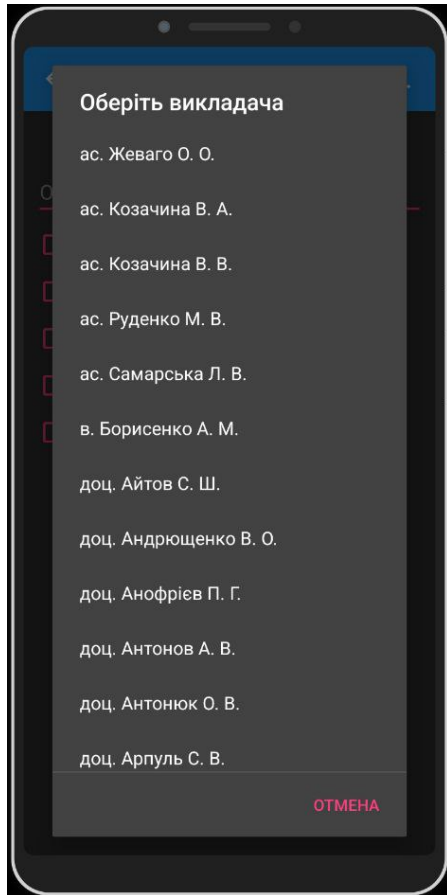 Оберіть викладача
ас. Жеваго О. О.
ас. Козачина В. А.
ас. Козачина В. В.
ас. Руденко М. В.
ас. Самарська Л. В.
в. Борисенко А. М.
доц. Айтов С. Ш.
доц. Андрющенко В. О.
доц. Анофрієв П. Г.
доц. Антонов А. В.
доц. Антонюк О. В.
доц. Арпуль С. В.
ОТМЕНА